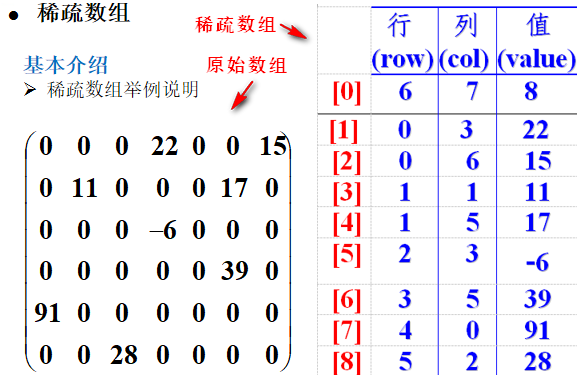 • 稀疏数组
基本介绍
➢ 稀疏数组举例说明
稀疏数组
原始数组
0 0 0 22 0 0 15
0 11 0 0 0 17 0
0 0 0 –6 0 0 0
0 0 0 0 0 39 0
91 0 0 0 0 0 0
0 0 28 0 0 0 0
行 列 值
(row) (col) (value)
[0] 6 7 8
[1] 0 3 22
[2] 0 6 15
[3] 1 1 11
[4] 1 5 17
[5] 2 3 -6
[6] 3 5 39
[7] 4 0 91
[8] 5 2 28